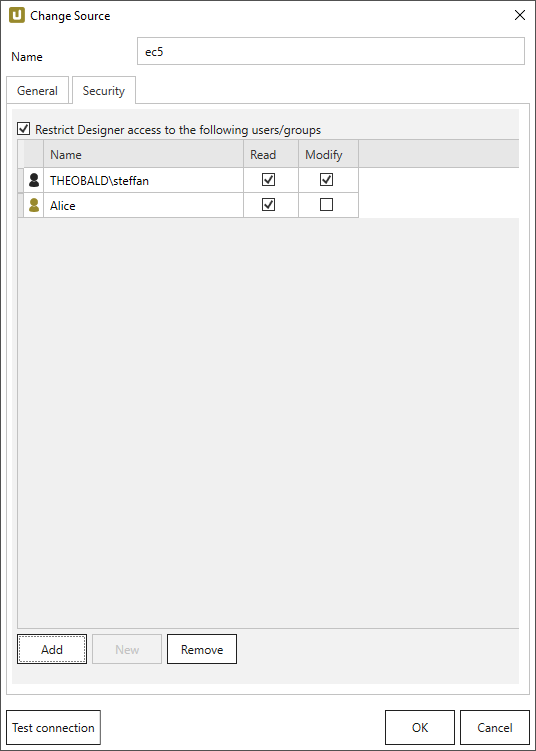 Change Source
Name ec5
General Security
Restrict Designer access to the following users/groups
Name Read Modify
THEOBALD\steffan
Alice
Add New Remove
Test connection OK Cancel